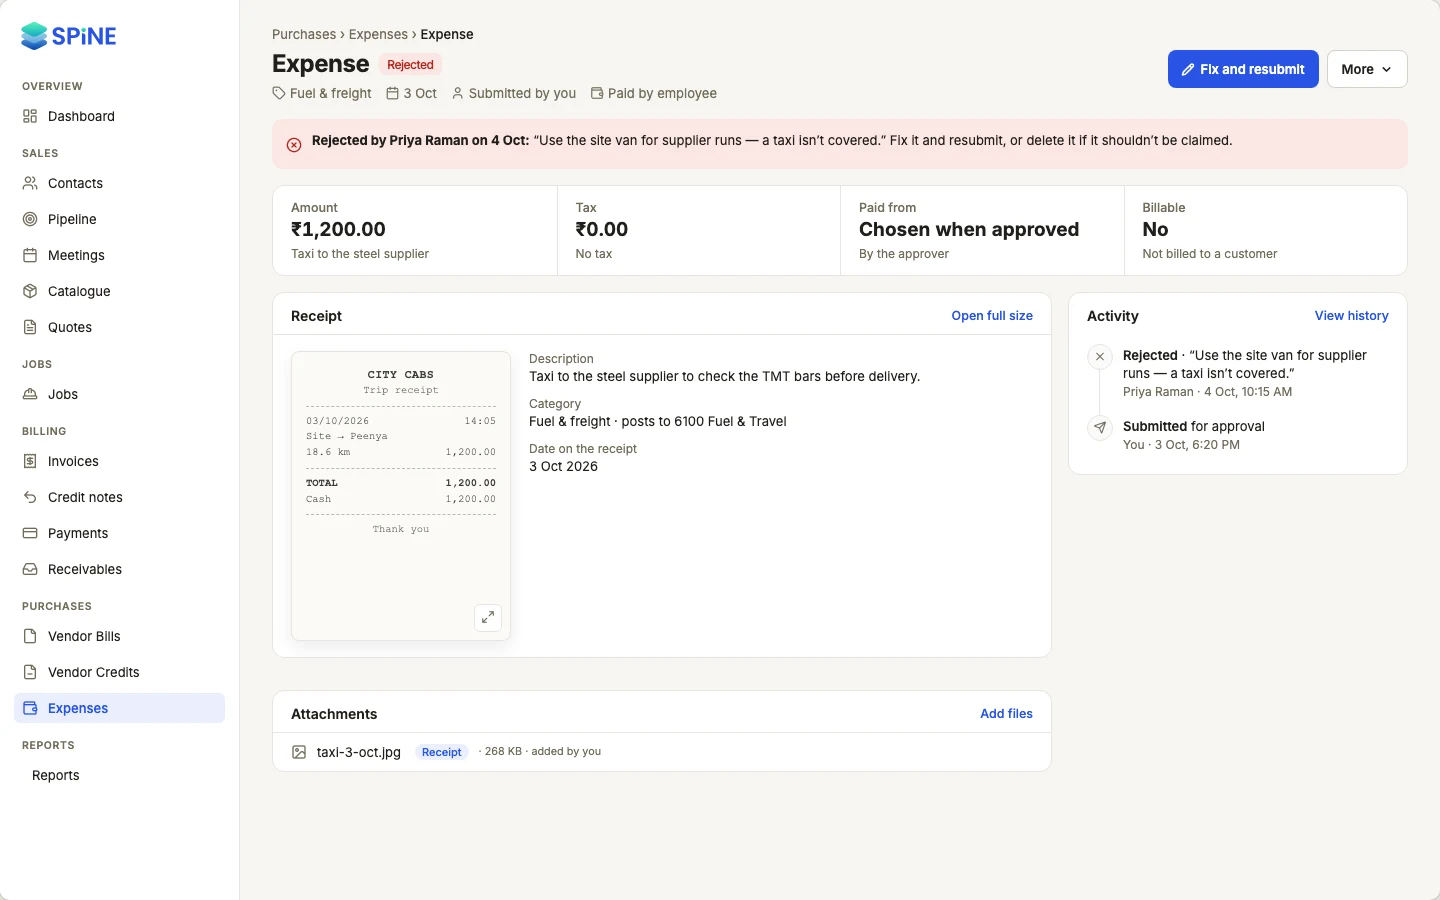 SPiNE
OVERVIEW
Dashboard
SALES
Contacts
Pipeline
Meetings
Catalogue
Quotes
JOBS
Jobs
BILLING
Invoices
Credit notes
Payments
Receivables
PURCHASES
Vendor Bills
Vendor Credits
Expenses
REPORTS
Reports
Purchases › Expenses › Expense
Expense Rejected
Fuel & freight 3 Oct Submitted by you Paid by employee
Fix and resubmit
More
Rejected by Priya Raman on 4 Oct: “Use the site van for supplier runs — a taxi isn’t covered.” Fix it and resubmit, or delete it if it shouldn’t be claimed.
Amount
₹1,200.00
Taxi to the steel supplier
Tax
₹0.00
No tax
Paid from
Chosen when approved
By the approver
Billable
No
Not billed to a customer
Receipt Open full size
CITY CABS
Trip receipt
03/10/2026 14:05
Site → Peenya
18.6 km 1,200.00
TOTAL 1,200.00
Cash 1,200.00
Thank you
Description
Taxi to the steel supplier to check the TMT bars before delivery.
Category
Fuel & freight · posts to 6100 Fuel & Travel
Date on the receipt
3 Oct 2026
Activity View history
Rejected · “Use the site van for supplier
runs — a taxi isn’t covered.”
Priya Raman · 4 Oct, 10:15 AM
Submitted for approval
You · 3 Oct, 6:20 PM
Attachments Add files
taxi-3-oct.jpg Receipt · 268 KB · added by you